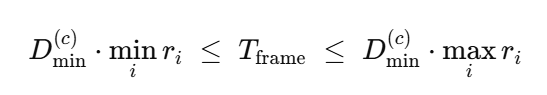 D_min^(c) · min_i r_i ≤ T_frame ≤ D_min^(c) · max_i r_i